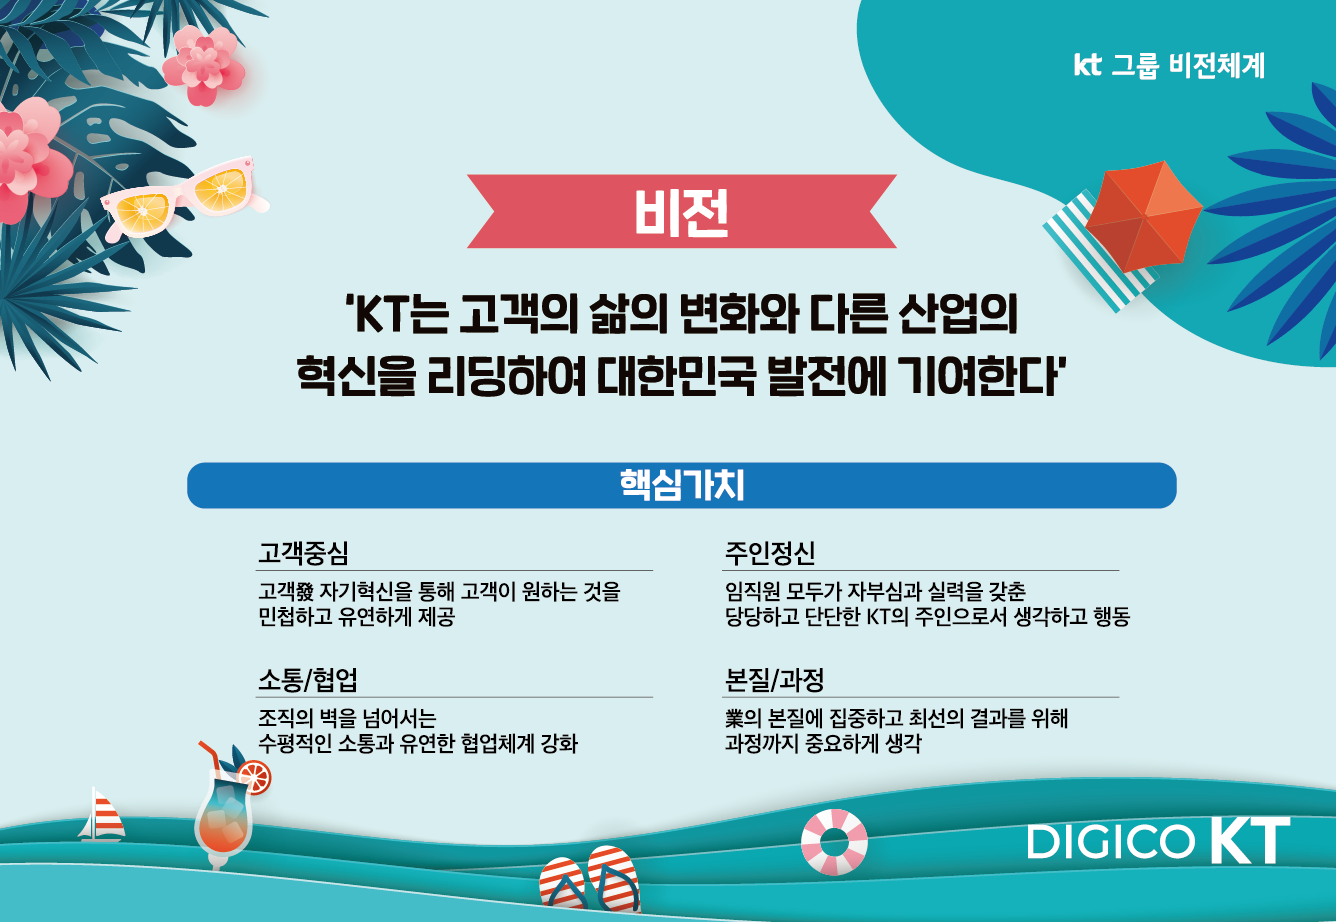 kt 그룹 비전체계
비전
‘KT는 고객의 삶의 변화와 다른 산업의
혁신을 리딩하여 대한민국 발전에 기여한다’
핵심가치
고객중심
고객發 자기혁신을 통해 고객이 원하는 것을
민첩하고 유연하게 제공
주인정신
임직원 모두가 자부심과 실력을 갖춘
당당하고 단단한 KT의 주인으로서 생각하고 행동
소통/협업
조직의 벽을 넘어서는
수평적인 소통과 유연한 협업체계 강화
본질/과정
業의 본질에 집중하고 최선의 결과를 위해
과정까지 중요하게 생각
DIGICO KT